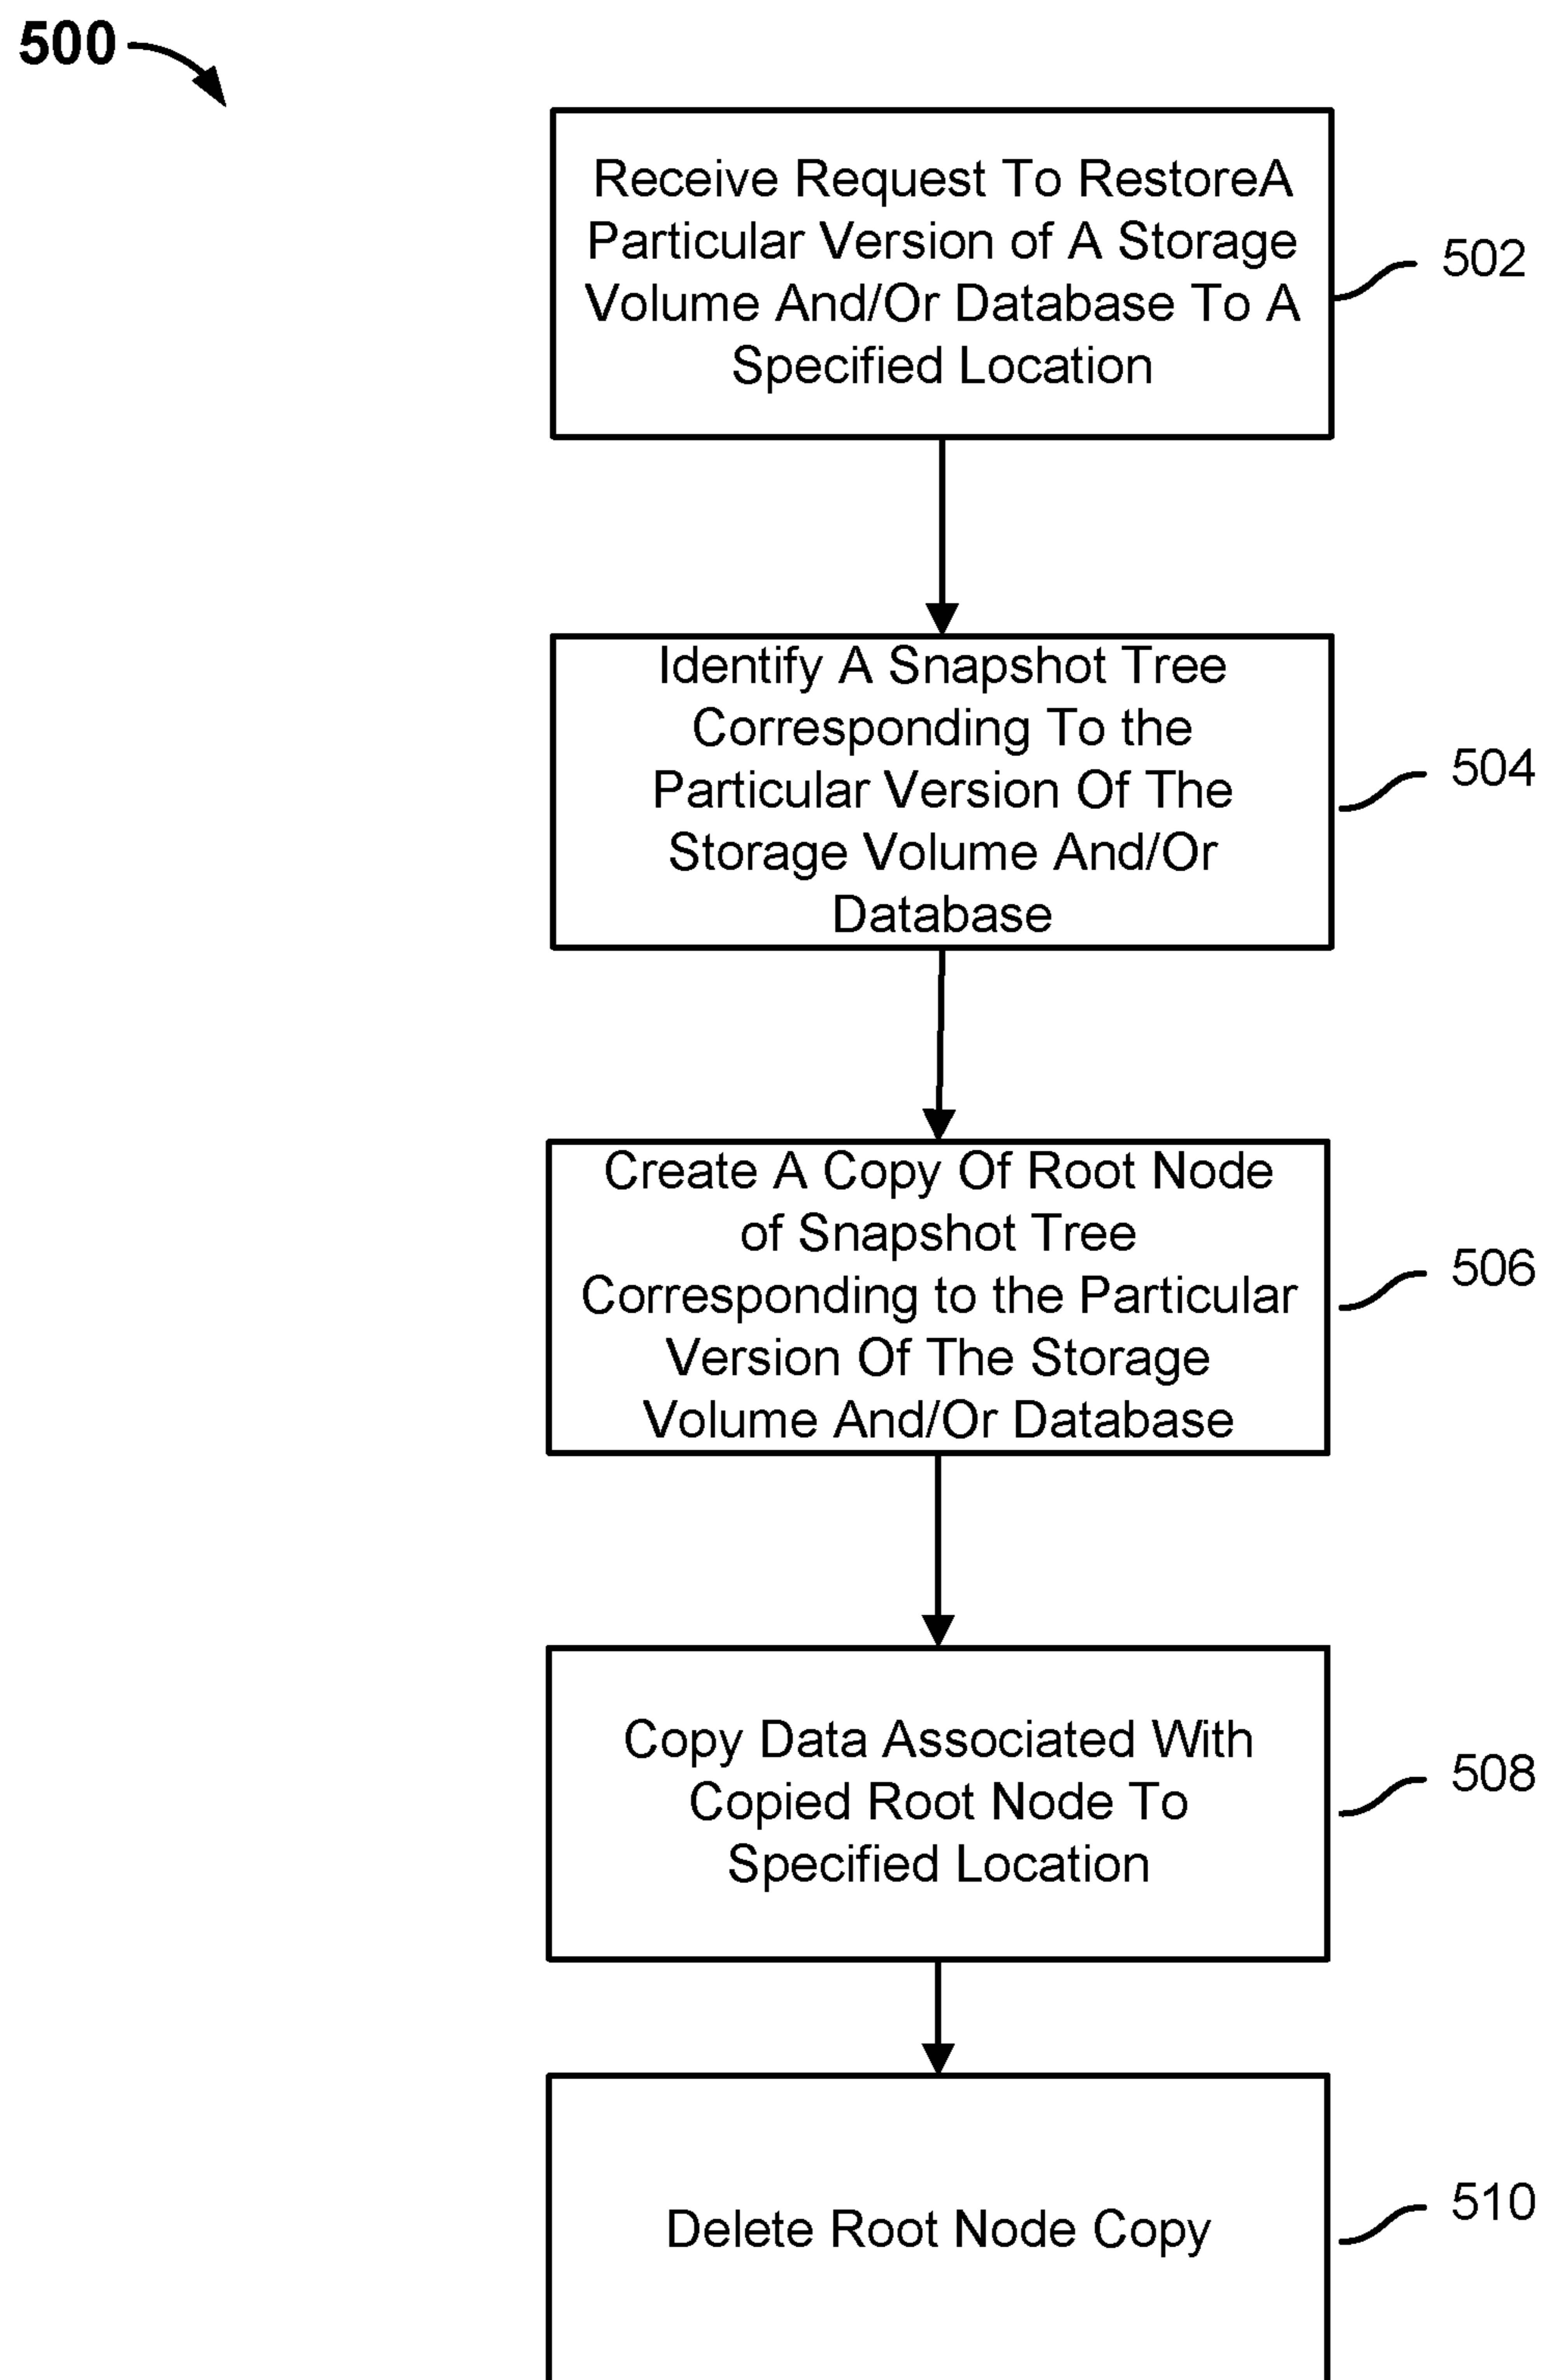 500
Receive Request To RestoreA
Particular Version of A Storage
Volume And/Or Database To A
Specified Location
502
Identify A Snapshot Tree
Corresponding To the
Particular Version Of The
Storage Volume And/Or
Database
504
Create A Copy Of Root Node
of Snapshot Tree
Corresponding to the Particular
Version Of The Storage
Volume And/Or Database
506
Copy Data Associated With
Copied Root Node To
Specified Location
508
Delete Root Node Copy
510